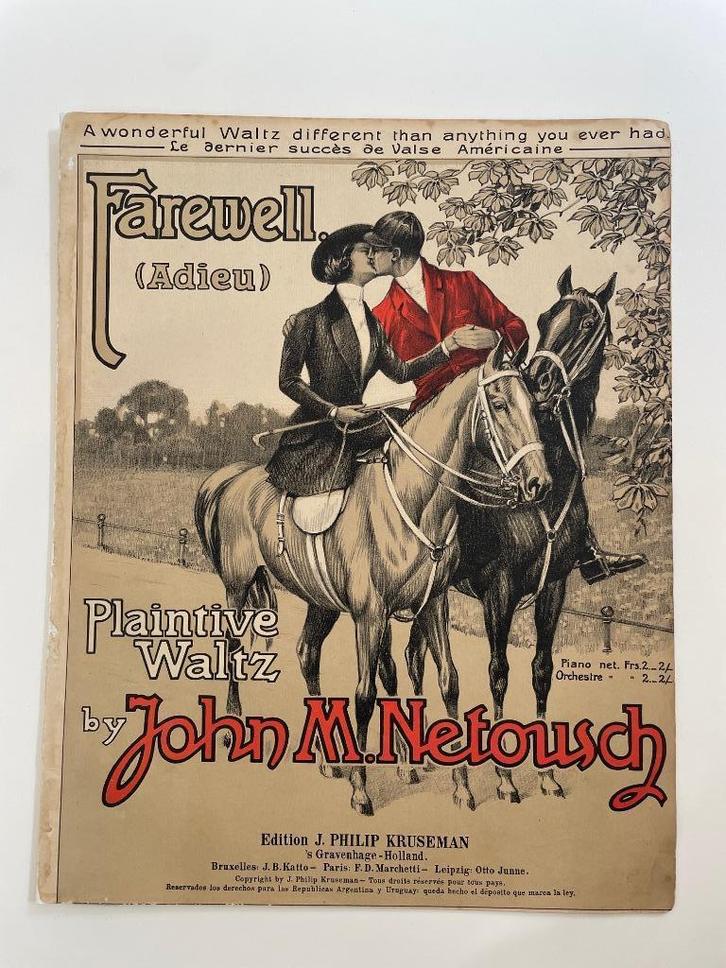 A wonderful Waltz different than anything you ever had.
Le dernier succès de Valse Américaine
Farewell.
(Adieu)
Plaintive
Waltz
Piano net. Frs. 2._ 2/_
Orchestre " " 2._ 2/_
by John M. Netousch
Edition J. PHILIP KRUSEMAN
's Gravenhage - Holland.
Bruxelles: J. B. Katto — Paris: F. D. Marchetti — Leipzig: Otto Junne.
Copyright by J. Philip Kruseman — Tous droits réservés pour tous pays.
Reservados los derechos para las Republicas Argentina y Uruguay: queda hecho el déposito que marca la ley.